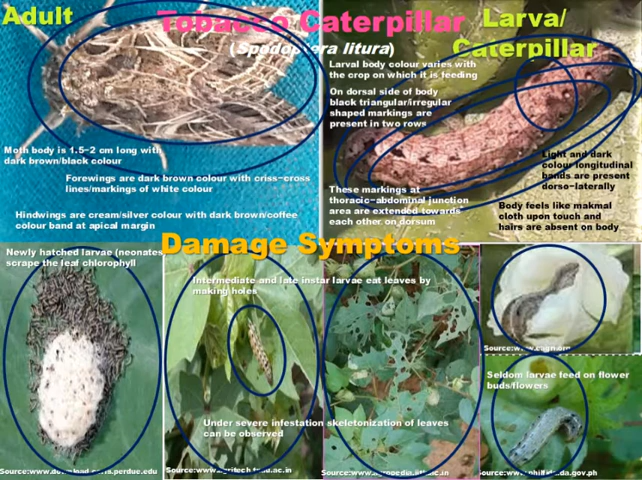 Adult
Tobacco Caterpillar
(Spodoptera litura)
Larva/
Caterpillar
Moth body is 1.5-2 cm long with
dark brown/black colour
Forewings are dark brown colour with criss-cross
lines/markings of white colour
Hindwings are cream/silver colour with dark brown/coffee
colour band at apical margin
Larval body colour varies with
the crop on which it is feeding
On dorsal side of body
black triangular/irregular
shaped markings are
present in two rows
These markings at
thoracic-abdominal junction
area are extended towards
each other on dorsum
Light and dark
colour longitudinal
bands are present
dorso-laterally
Body feels like makmal
cloth upon touch and
hairs are absent on body
Damage Symptoms
Newly hatched larvae (neonates
scrape the leaf chlorophyll
Intermediate and late instar larvae eat leaves by
making holes
Under severe infestation skeletonization of leaves
can be observed
Seldom larvae feed on flower
buds/flowers